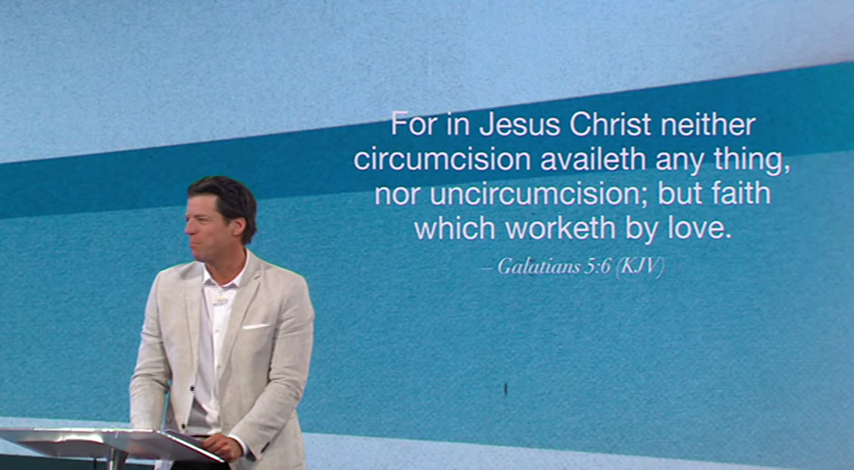 For in Jesus Christ neither
circumcision availeth any thing,
nor uncircumcision; but faith
which worketh by love.
– Galatians 5:6 (KJV)